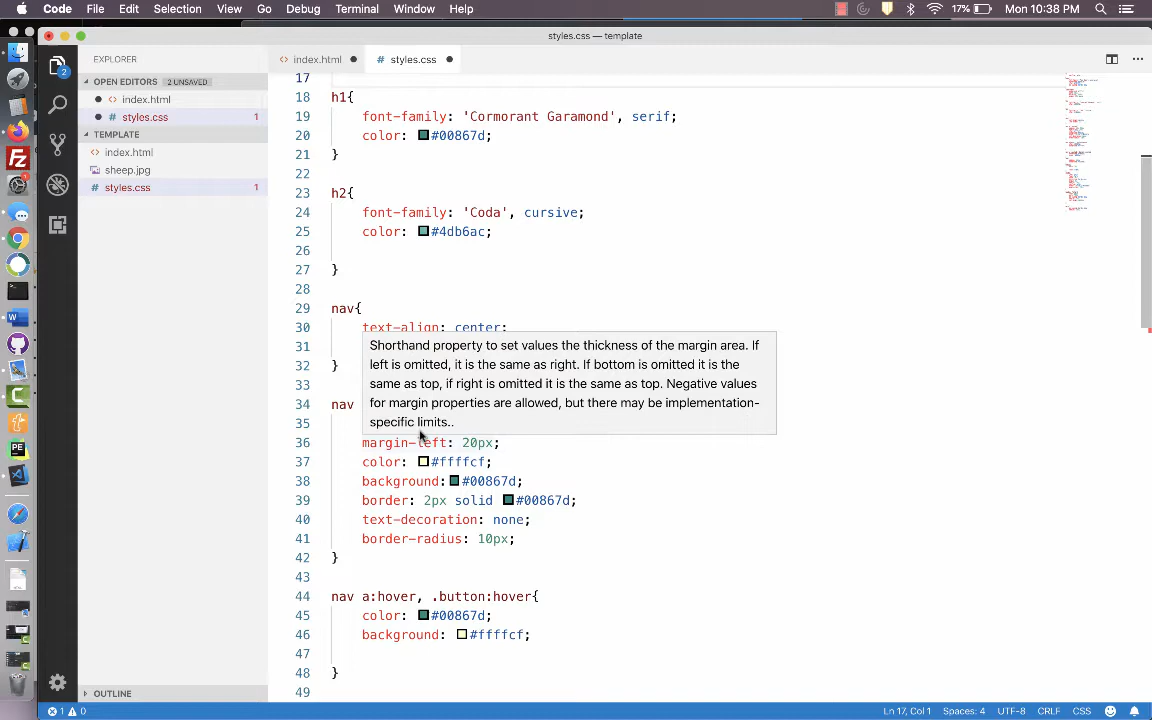 Code File Edit Selection View Go Debug Terminal Window Help 17% Mon 10:38 PM
styles.css — template
EXPLORER
index.html
# styles.css
OPEN EDITORS 2 UNSAVED
index.html
# styles.css 1
TEMPLATE
index.html
sheep.jpg
# styles.css 1
2
17
18 h1{
19 font-family: 'Cormorant Garamond', serif;
20 color: #00867d;
21 }
22
23 h2{
24 font-family: 'Coda', cursive;
25 color: #4db6ac;
26
27 }
28
29 nav{
30 text-align: center;
31
32 }
33
34 nav
35
Shorthand property to set values the thickness of the margin area. If
left is omitted, it is the same as right. If bottom is omitted it is the
same as top, if right is omitted it is the same as top. Negative values
for margin properties are allowed, but there may be implementation-
specific limits..
36 margin-left: 20px;
37 color: #ffffcf;
38 background: #00867d;
39 border: 2px solid #00867d;
40 text-decoration: none;
41 border-radius: 10px;
42 }
43
44 nav a:hover, .button:hover{
45 color: #00867d;
46 background: #ffffcf;
47
48 }
49
OUTLINE
1 0 Ln 17, Col 1 Spaces: 4 UTF-8 CRLF CSS